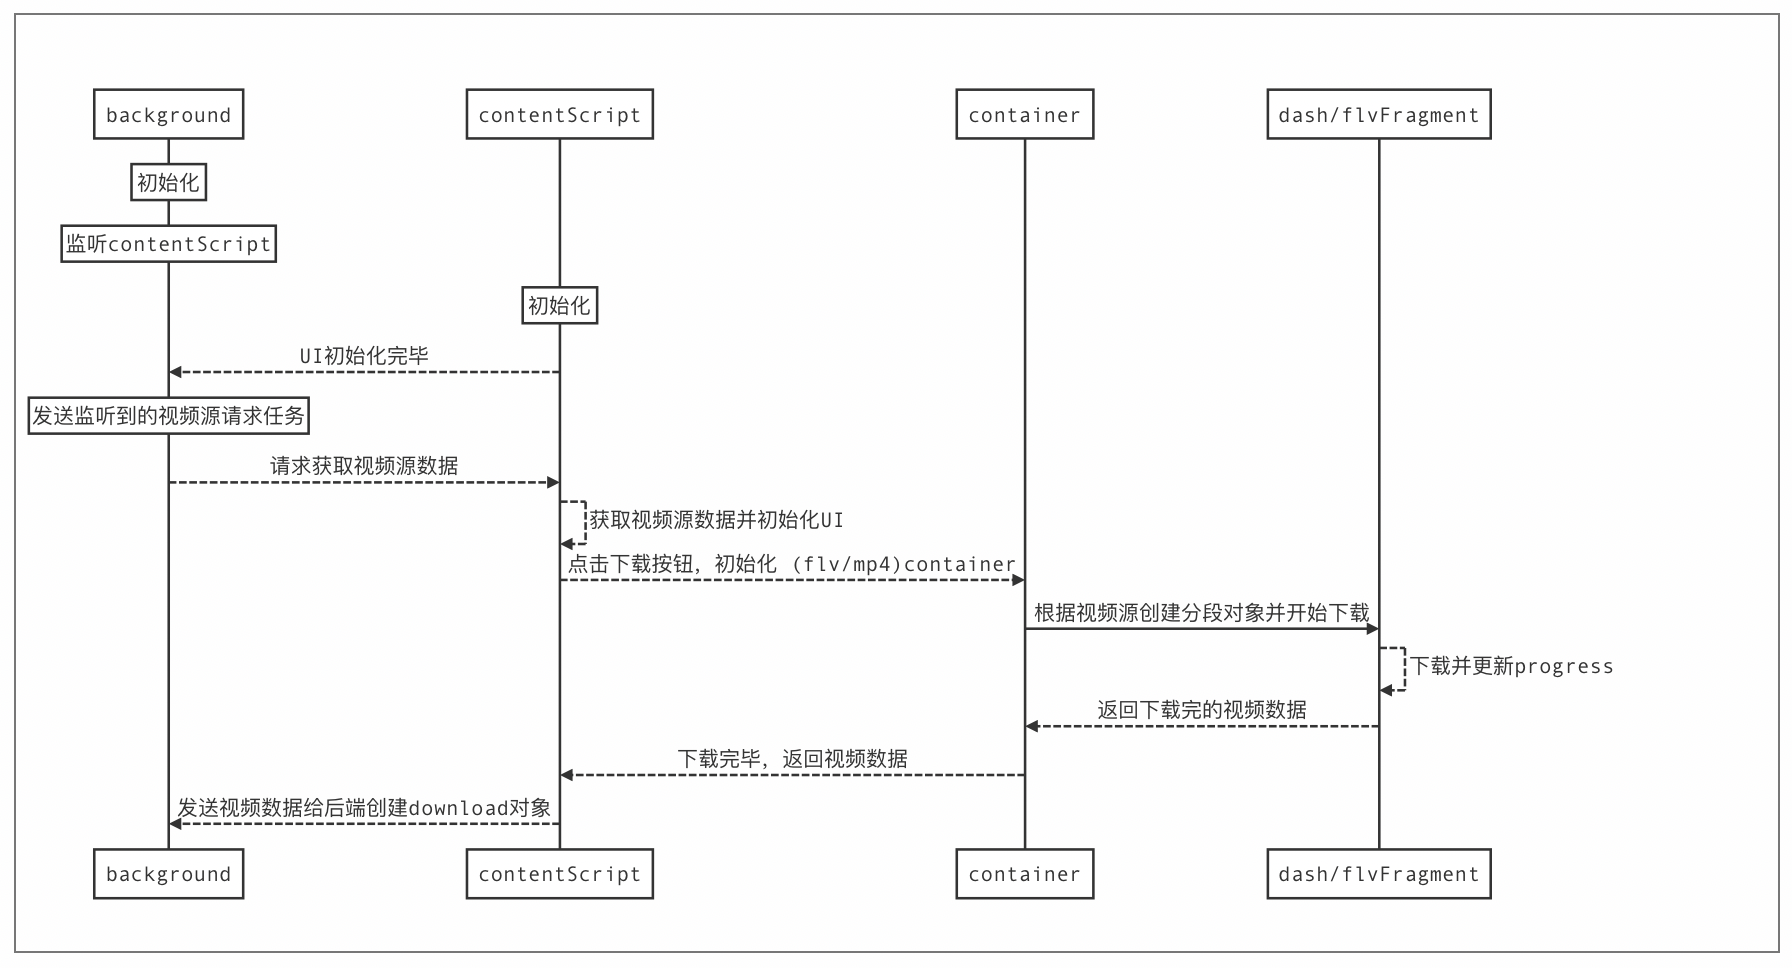 background
contentScript
container
dash/flvFragment
初始化
监听contentScript
初始化
UI初始化完毕
发送监听到的视频源请求任务
请求获取视频源数据
获取视频源数据并初始化UI
点击下载按钮，初始化 (flv/mp4)container
根据视频源创建分段对象并开始下载
下载并更新progress
返回下载完的视频数据
下载完毕，返回视频数据
发送视频数据给后端创建download对象
background
contentScript
container
dash/flvFragment